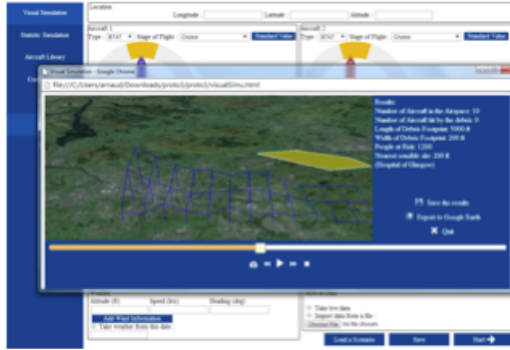 Visual Simulation
Statistic Simulation
Aircraft Library
Location
Longitude :
Latitude :
Altitude :
Aircraft 1
Type B747 Stage of Flight Cruise Standard Value
Aircraft 2
Type B747 Stage of Flight Cruise Standard Value
Visual Simulation - Google Chrome
file:///C:/Users/arnaud/Downloads/proto3/proto3/visualSimu.html
Results:
Number of Aircraft in the Airspace: 10
Number of Aircraft hit by the debris: 0
Length of Debris Footprint: 5000 ft
Width of Debris Footprint: 200 ft
People at Risk: 1200
Nearest sensible site: 200 ft
(Hospital of Glasgow)
Save the results
Export to Google Earth
Quit
Altitude (ft) Speed (kts) Heading (deg)
Add Wind Information
Take weather from this date :
Take live data
Import data from a file :
Choose File No file chosen
Load a Scenario Save Start